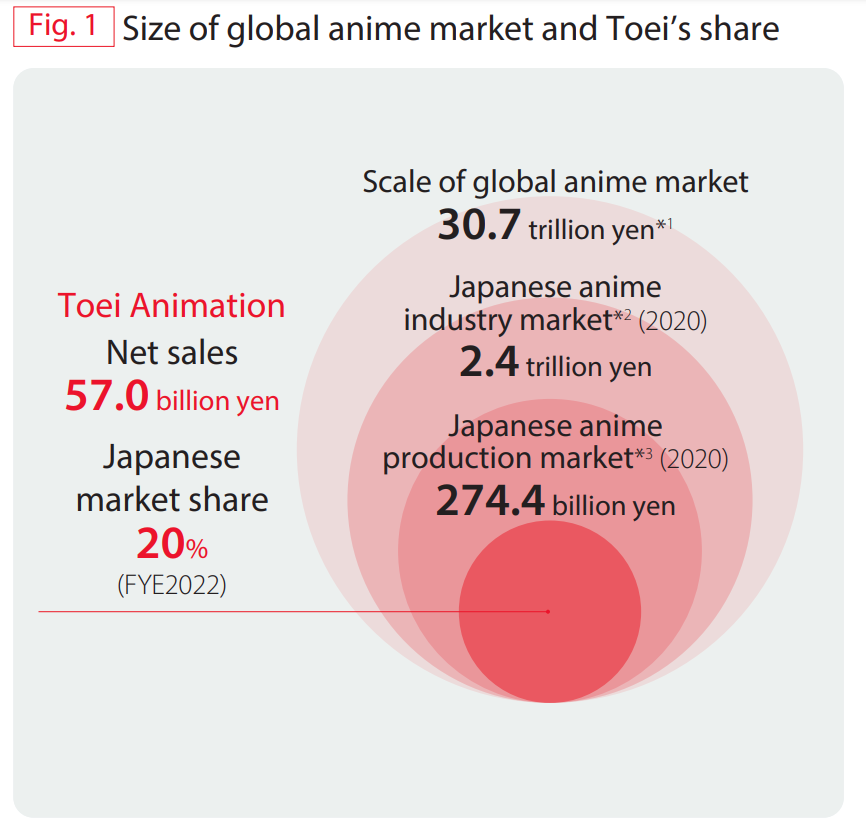 Fig. 1 Size of global anime market and Toei’s share
Scale of global anime market
30.7 trillion yen*1
Japanese anime
industry market*2 (2020)
2.4 trillion yen
Japanese anime
production market*3 (2020)
274.4 billion yen
Toei Animation
Net sales
57.0 billion yen
Japanese
market share
20%
(FYE2022)